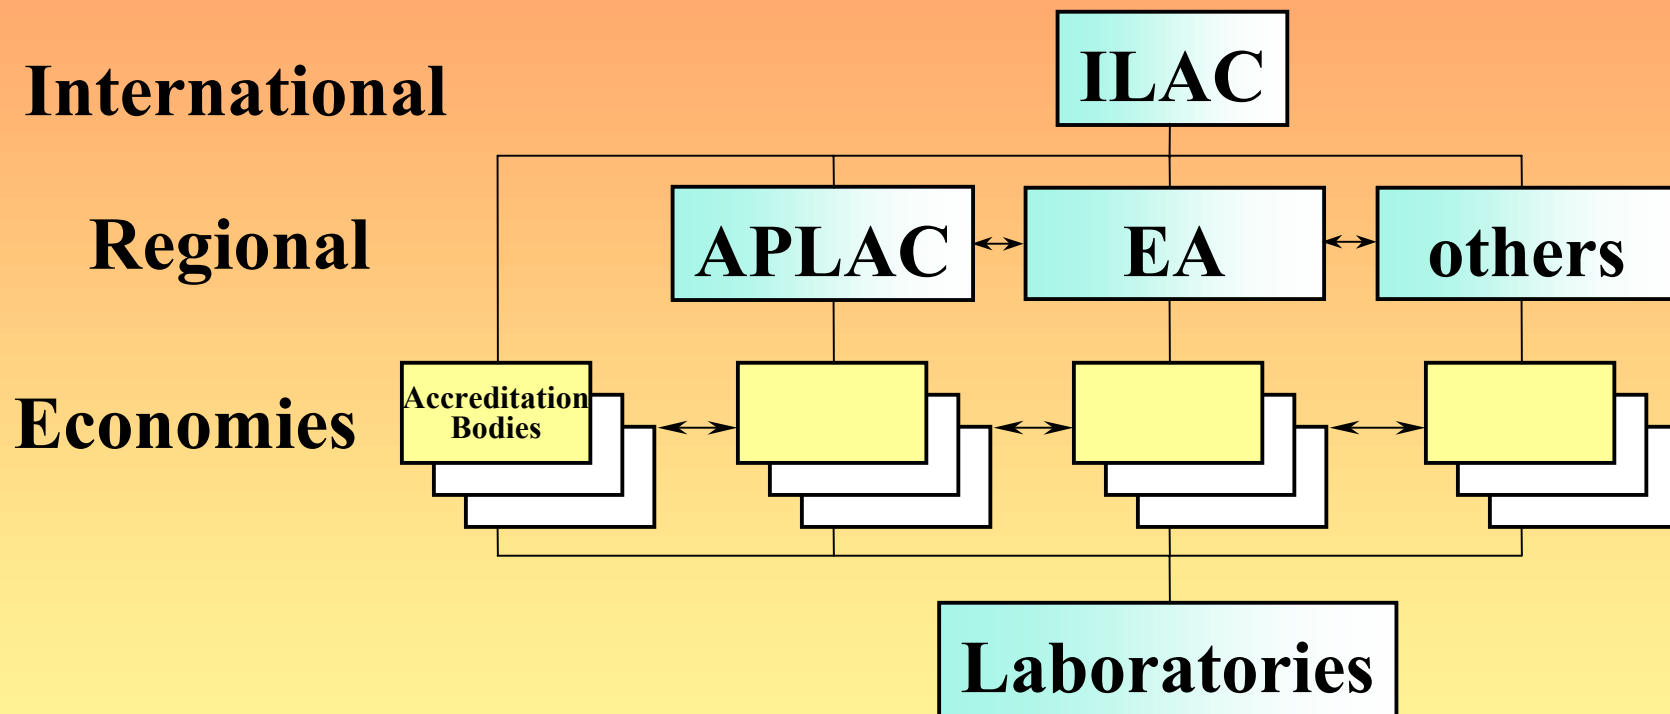 International
ILAC
Regional
APLAC
EA
others
Economies
Accreditation
Bodies
Laboratories